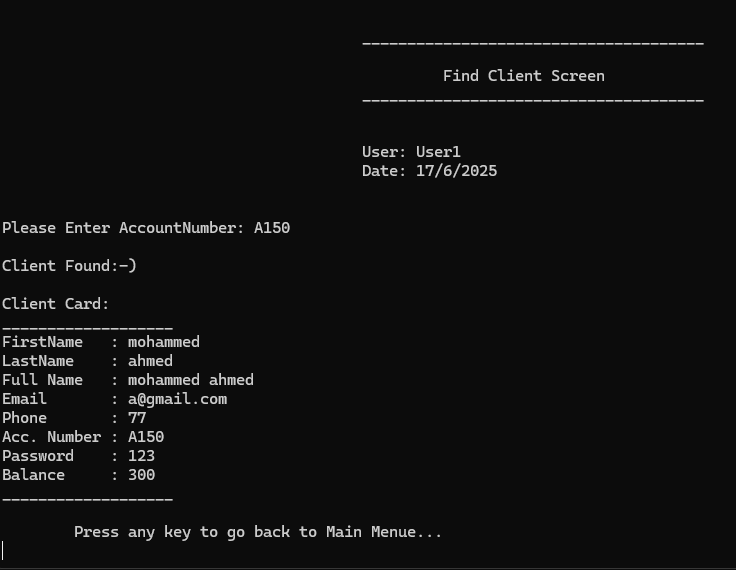 Find Client Screen
User: User1
Date: 17/6/2025
Please Enter AccountNumber: A150
Client Found:-)
Client Card:
___________________
FirstName   : mohammed
LastName    : ahmed
Full Name   : mohammed ahmed
Email       : a@gmail.com
Phone       : 77
Acc. Number : A150
Password    : 123
Balance     : 300
___________________
Press any key to go back to Main Menue...